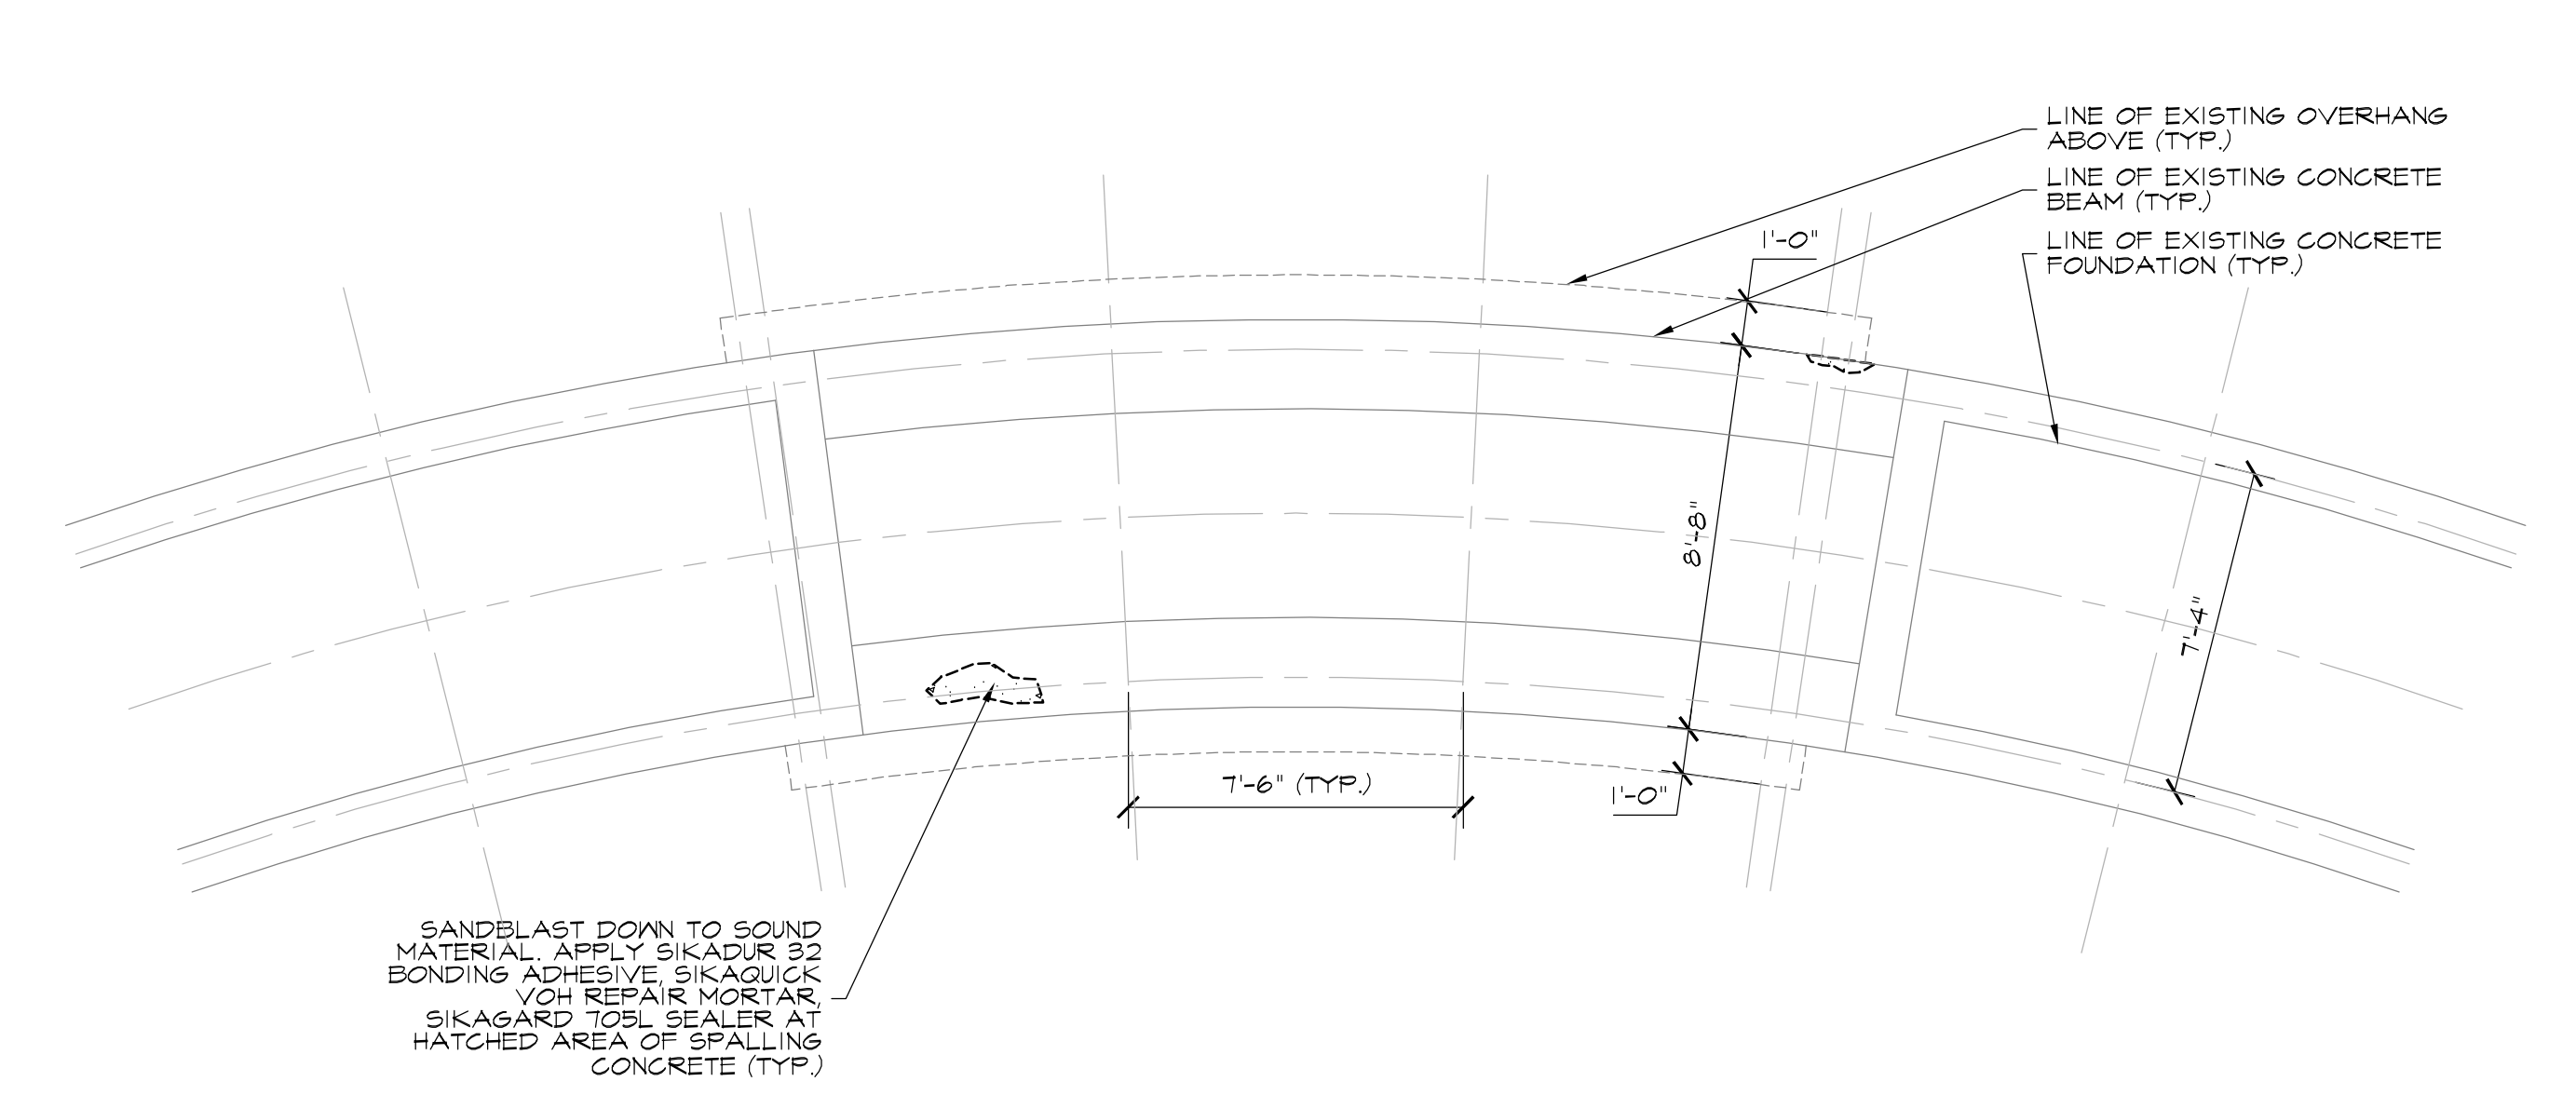 LINE OF EXISTING OVERHANG
ABOVE (TYP.)
LINE OF EXISTING CONCRETE
BEAM (TYP.)
LINE OF EXISTING CONCRETE
FOUNDATION (TYP.)
1'-0"
8'-8"
7'-4"
7'-6" (TYP.)
1'-0"
SANDBLAST DOWN TO SOUND
MATERIAL. APPLY SIKADUR 32
BONDING ADHESIVE, SIKAQUICK
VOH REPAIR MORTAR,
SIKAGARD 705L SEALER AT
HATCHED AREA OF SPALLING
CONCRETE (TYP.)